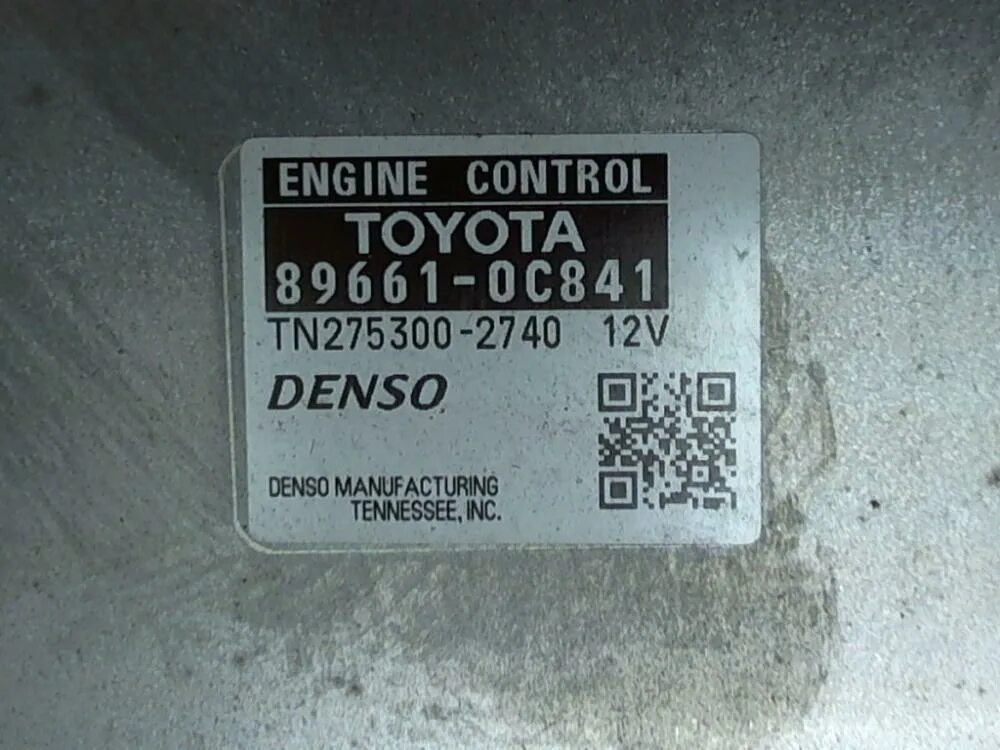 ENGINE CONTROL
TOYOTA
89661-0C841
TN275300-2740 12V
DENSO
DENSO MANUFACTURING
TENNESSEE, INC.